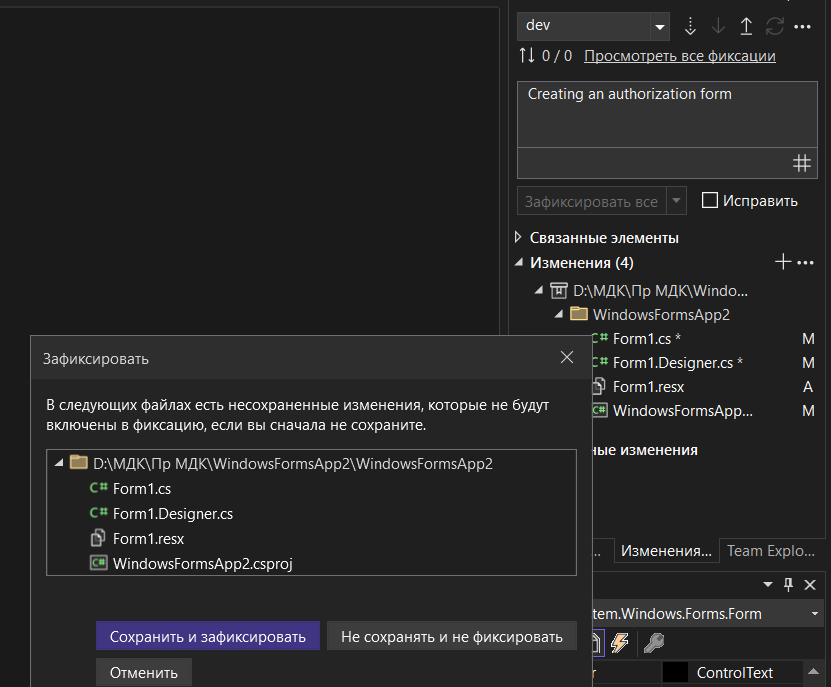 dev
0 / 0 Просмотреть все фиксации
Creating an authorization form
Зафиксировать все Исправить
Связанные элементы
Изменения (4)
D:\МДК\Пр МДК\Windo...
WindowsFormsApp2
Form1.cs * M
Form1.Designer.cs * M
Form1.resx A
WindowsFormsApp... M
ные изменения
Зафиксировать
В следующих файлах есть несохраненные изменения, которые не будут
включены в фиксацию, если вы сначала не сохраните.
D:\МДК\Пр МДК\WindowsFormsApp2\WindowsFormsApp2
C# Form1.cs
C# Form1.Designer.cs
Form1.resx
C# WindowsFormsApp2.csproj
Сохранить и зафиксировать Не сохранять и не фиксировать
Отменить
... Изменения... Team Explo...
tem.Windows.Forms.Form
r ControlText